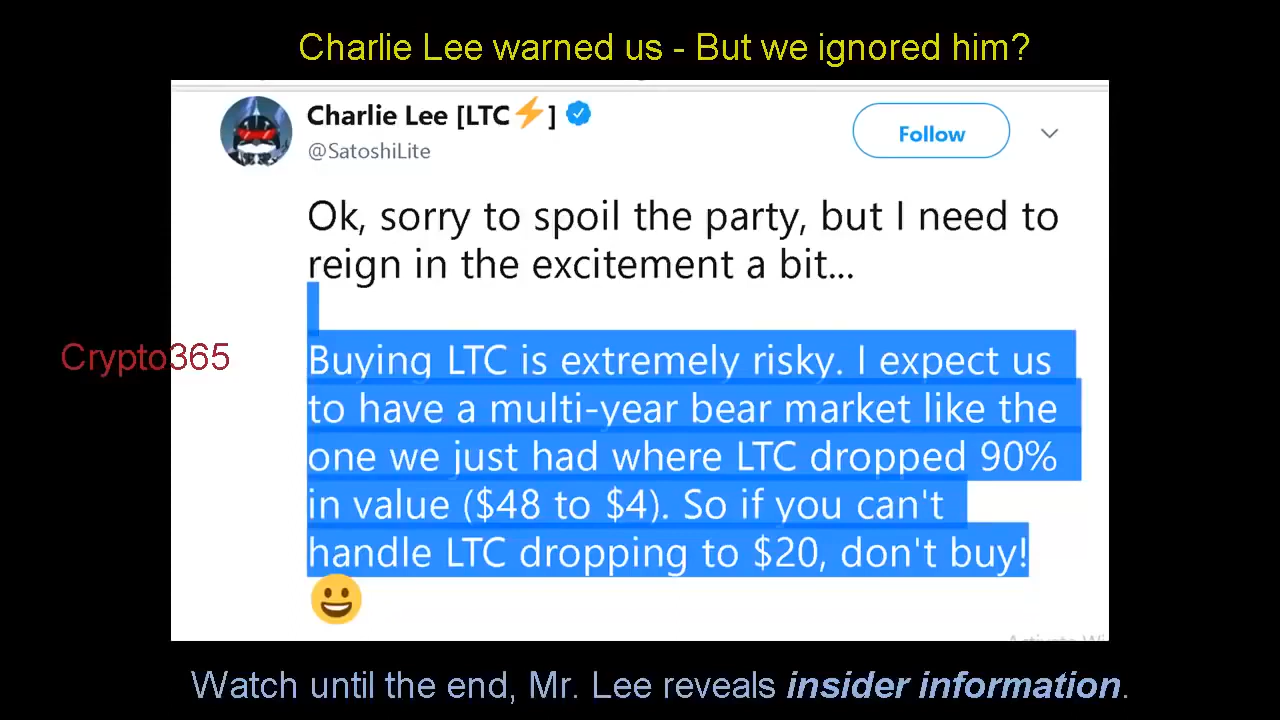 Charlie Lee warned us - But we ignored him?
Charlie Lee [LTC⚡]
Follow
@SatoshiLite
Ok, sorry to spoil the party, but I need to
reign in the excitement a bit...
Crypto365
Buying LTC is extremely risky. I expect us
to have a multi-year bear market like the
one we just had where LTC dropped 90%
in value ($48 to $4). So if you can't
handle LTC dropping to $20, don't buy!
😀
Watch until the end, Mr. Lee reveals insider information.